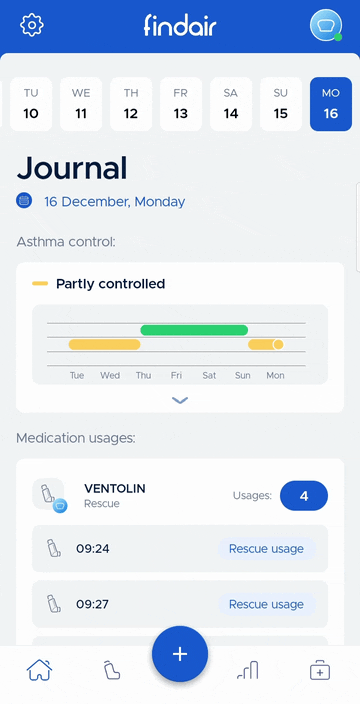 findair
TU WE TH FR SA SU MO
10 11 12 13 14 15 16
Journal
16 December, Monday
Asthma control:
Partly controlled
Tue Wed Thu Fri Sat Sun Mon
Medication usages:
VENTOLIN
Rescue
Usages: 4
09:24 Rescue usage
09:27 Rescue usage
+